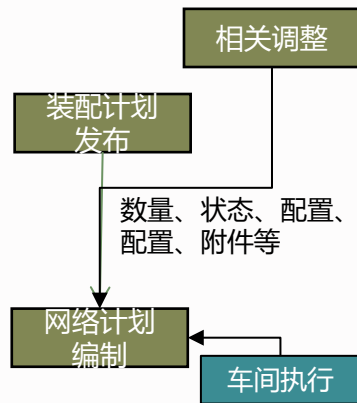 相关调整
装配计划
发布
数量、状态、配置、
配置、附件等
网络计划
编制
车间执行